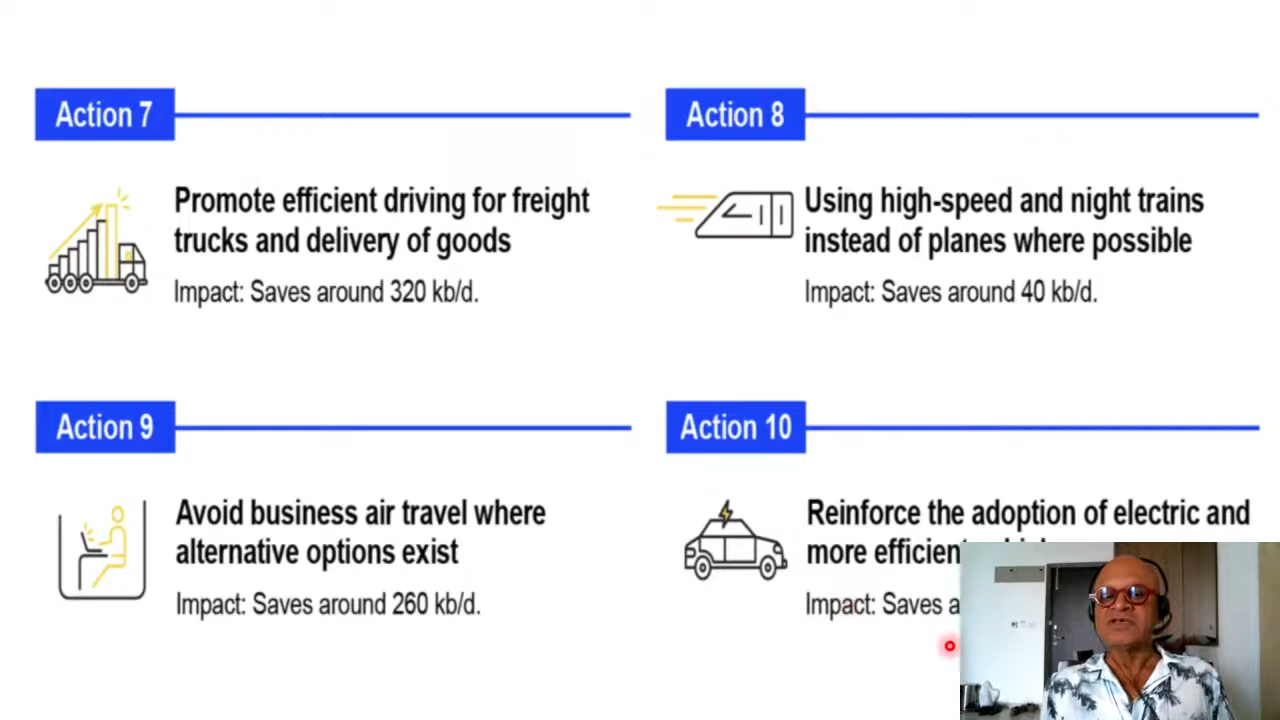 Action 7
Promote efficient driving for freight
trucks and delivery of goods
Impact: Saves around 320 kb/d.
Action 8
Using high-speed and night trains
instead of planes where possible
Impact: Saves around 40 kb/d.
Action 9
Avoid business air travel where
alternative options exist
Impact: Saves around 260 kb/d.
Action 10
Reinforce the adoption of electric and
more efficient
Impact: Saves